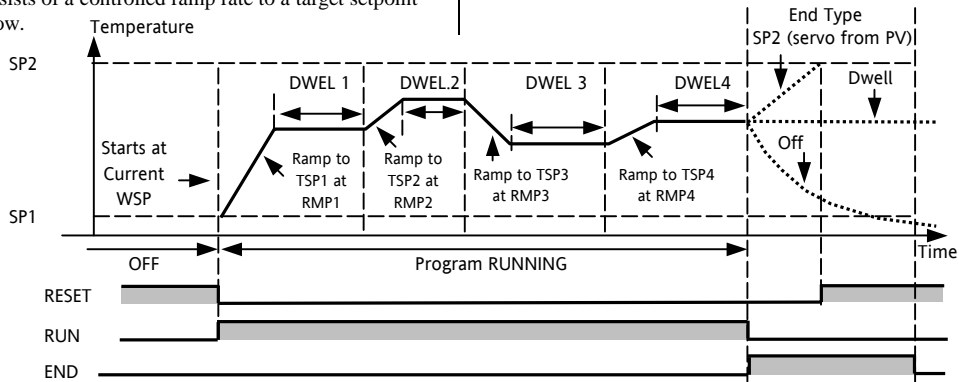 sists of a controlled ramp rate to a target setpoint
ow.
Temperature
End Type
SP2 (servo from PV)
SP2
DWEL 1
DWEL.2
DWEL 3
DWEL4
Dwell
Starts at
Current
WSP
Ramp to
TSP1 at
RMP1
Ramp to
TSP2 at
RMP2
Ramp to TSP3
at RMP3
Ramp to TSP4
at RMP4
Off
SP1
Time
OFF
Program RUNNING
RESET
RUN
END